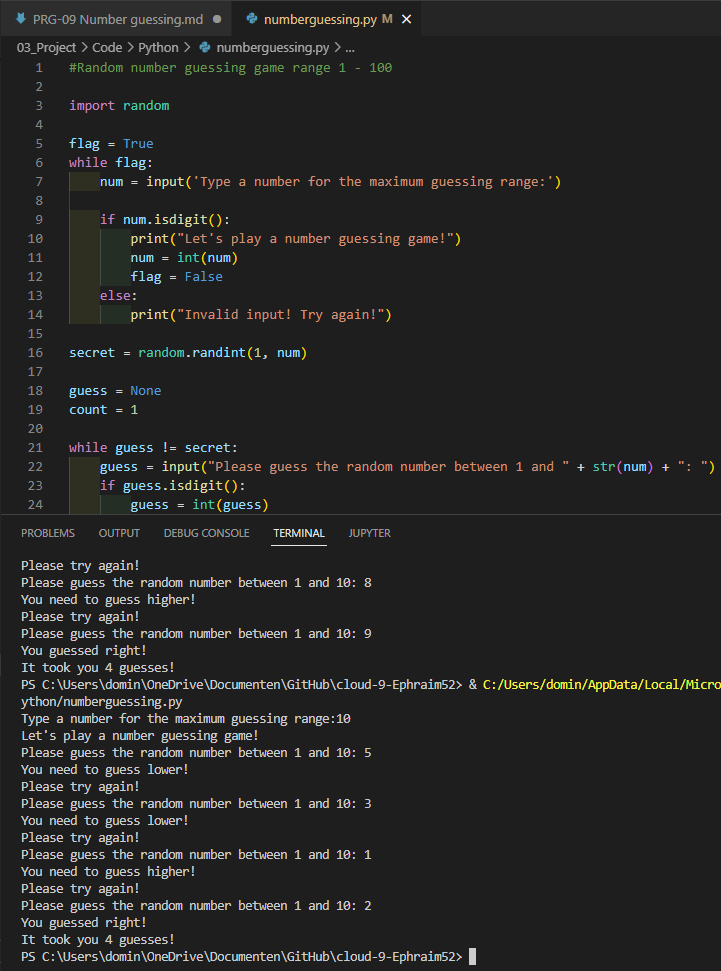 PRG-09 Number guessing.md ● numberguessing.py M ×
03_Project > Code > Python > numberguessing.py > ...
1 #Random number guessing game range 1 - 100
2
3 import random
4
5 flag = True
6 while flag:
7     num = input('Type a number for the maximum guessing range:')
8
9     if num.isdigit():
10         print("Let's play a number guessing game!")
11         num = int(num)
12         flag = False
13     else:
14         print("Invalid input! Try again!")
15
16 secret = random.randint(1, num)
17
18 guess = None
19 count = 1
20
21 while guess != secret:
22     guess = input("Please guess the random number between 1 and " + str(num) + ": ")
23     if guess.isdigit():
24         guess = int(guess)
PROBLEMS OUTPUT DEBUG CONSOLE TERMINAL JUPYTER
Please try again!
Please guess the random number between 1 and 10: 8
You need to guess higher!
Please try again!
Please guess the random number between 1 and 10: 9
You guessed right!
It took you 4 guesses!
PS C:\Users\domin\OneDrive\Documenten\GitHub\cloud-9-Ephraim52> & C:/Users/domin/AppData/Local/Micro
ython/numberguessing.py
Type a number for the maximum guessing range:10
Let's play a number guessing game!
Please guess the random number between 1 and 10: 5
You need to guess lower!
Please try again!
Please guess the random number between 1 and 10: 3
You need to guess lower!
Please try again!
Please guess the random number between 1 and 10: 1
You need to guess higher!
Please try again!
Please guess the random number between 1 and 10: 2
You guessed right!
It took you 4 guesses!
PS C:\Users\domin\OneDrive\Documenten\GitHub\cloud-9-Ephraim52>